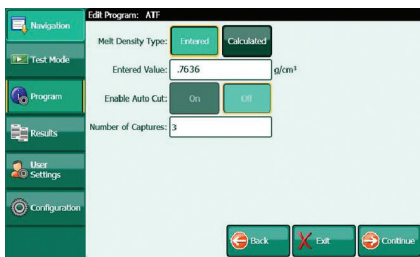 Edit Program: ATF
Navigation
Test Mode
Program
Results
User
Settings
Configuration
Melt Density Type: Entered Calculated
Entered Value: .7636 g/cm³
Enable Auto Cut: On Off
Number of Captures: 3
Back Exit Continue